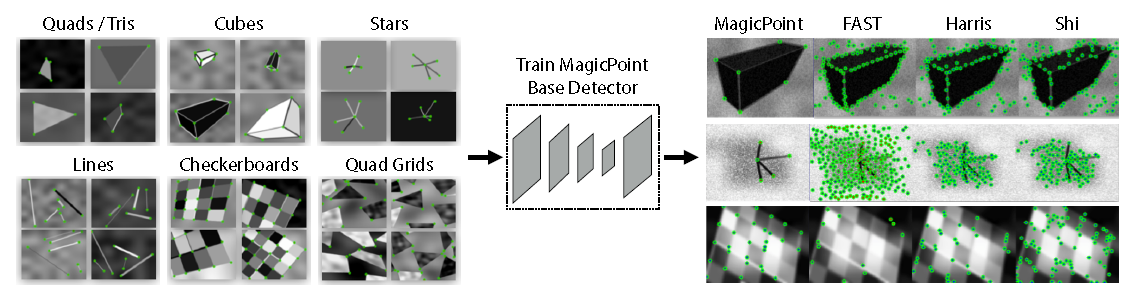 Quads / Tris
Cubes
Stars
Lines
Checkerboards
Quad Grids
Train MagicPoint
Base Detector
MagicPoint
FAST
Harris
Shi